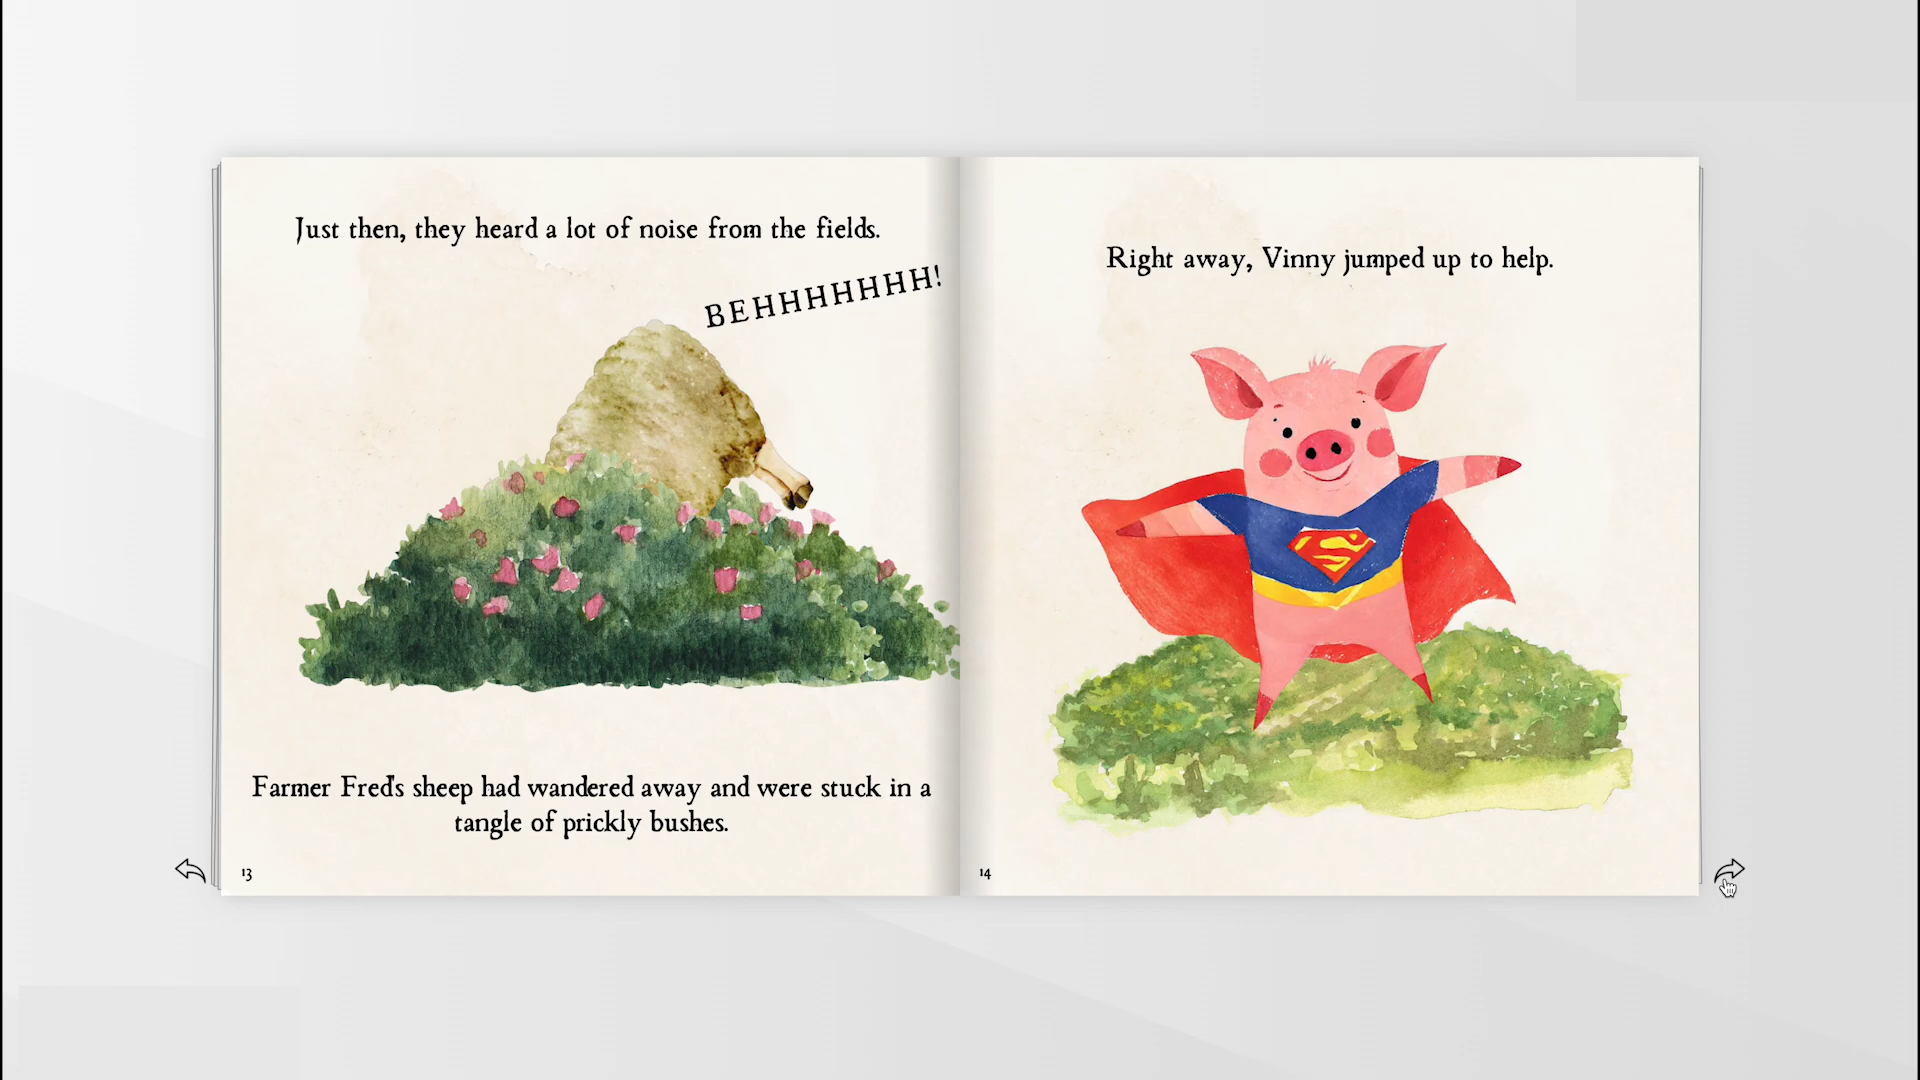 Just then, they heard a lot of noise from the fields.
BEHHHHHHH!
Farmer Fred's sheep had wandered away and were stuck in a
tangle of prickly bushes.
13
Right away, Vinny jumped up to help.
S
14